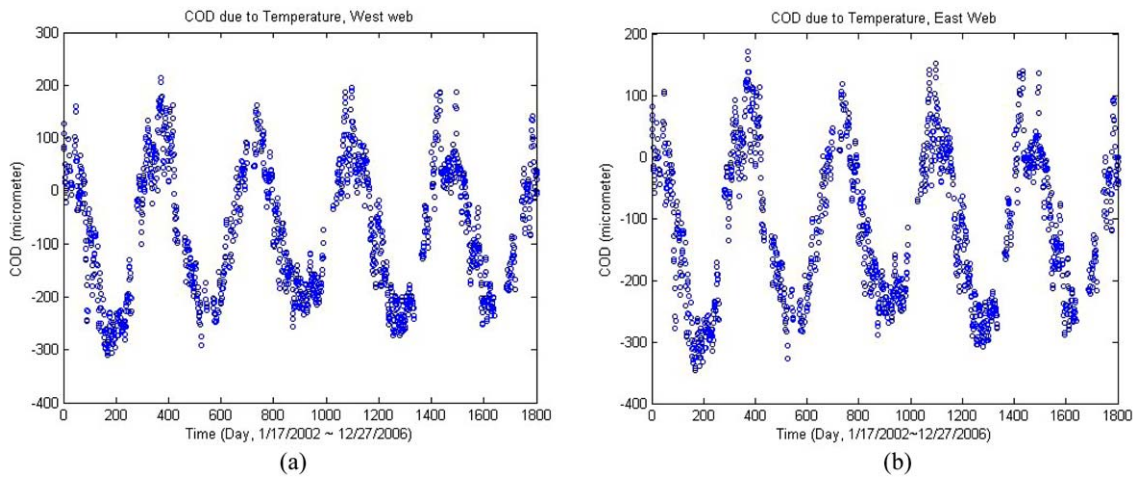 COD due to Temperature, West web
300
200
100
0
-100
-200
-300
-400
COD (micrometer)
0 200 400 600 800 1000 1200 1400 1600 1800
Time (Day, 1/17/2002 ~ 12/27/2006)
(a)
COD due to Temperature, East Web
200
100
0
-100
-200
-300
-400
COD (micrometer)
0 200 400 600 800 1000 1200 1400 1600 1800
Time (Day, 1/17/2002~12/27/2006)
(b)